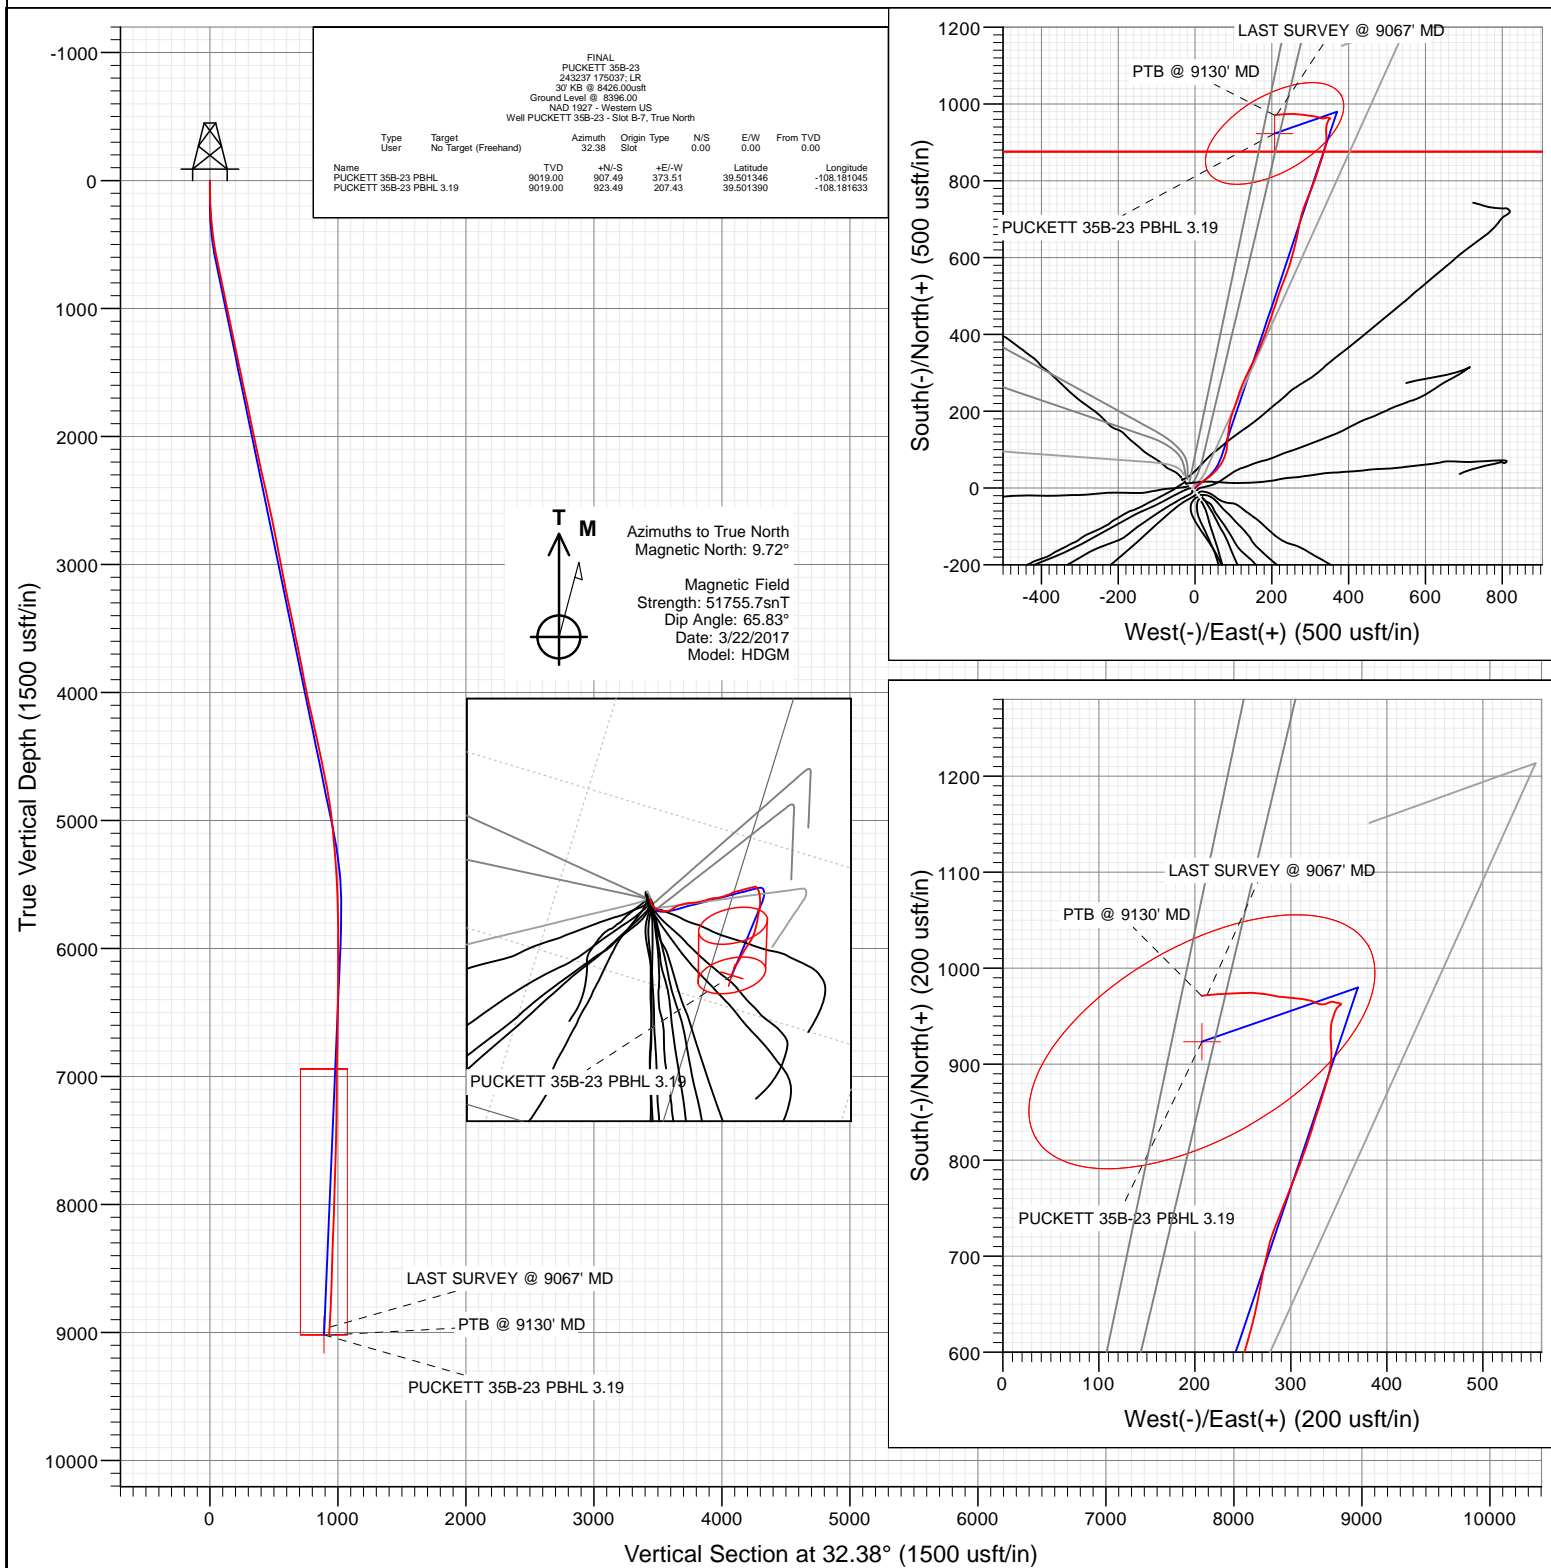 FINAL
PUCKETT 35B-23
243237 175037; LR
30' KB @ 8426.00usft
Ground Level @ 8396.00
NAD 1927 - Western US
Well PUCKETT 35B-23 - Slot B-7, True North
Type Target Azimuth Origin Type N/S E/W From TVD
User No Target (Freehand) 32.38 Slot 0.00 0.00 0.00
Name TVD +N/-S +E/-W Latitude Longitude
PUCKETT 35B-23 PBHL 9019.00 907.49 373.51 39.501346 -108.181045
PUCKETT 35B-23 PBHL 3.19 9019.00 923.49 207.43 39.501390 -108.181633
-1000
0
1000
2000
3000
4000
5000
6000
7000
8000
9000
10000
True Vertical Depth (1500 usft/in)
LAST SURVEY @ 9067' MD
PTB @ 9130' MD
PUCKETT 35B-23 PBHL 3.19
T M
Azimuths to True North
Magnetic North: 9.72°
Magnetic Field
Strength: 51755.7snT
Dip Angle: 65.83°
Date: 3/22/2017
Model: HDGM
PUCKETT 35B-23 PBHL 3.19
0 1000 2000 3000 4000 5000 6000 7000 8000 9000 10000
Vertical Section at 32.38° (1500 usft/in)
1200
1000
800
600
400
200
0
-200
South(-)/North(+) (500 usft/in)
LAST SURVEY @ 9067' MD
PTB @ 9130' MD
PUCKETT 35B-23 PBHL 3.19
-400 -200 0 200 400 600 800
West(-)/East(+) (500 usft/in)
1200
1100
1000
900
800
700
600
South(-)/North(+) (200 usft/in)
LAST SURVEY @ 9067' MD
PTB @ 9130' MD
PUCKETT 35B-23 PBHL 3.19
0 100 200 300 400 500
West(-)/East(+) (200 usft/in)